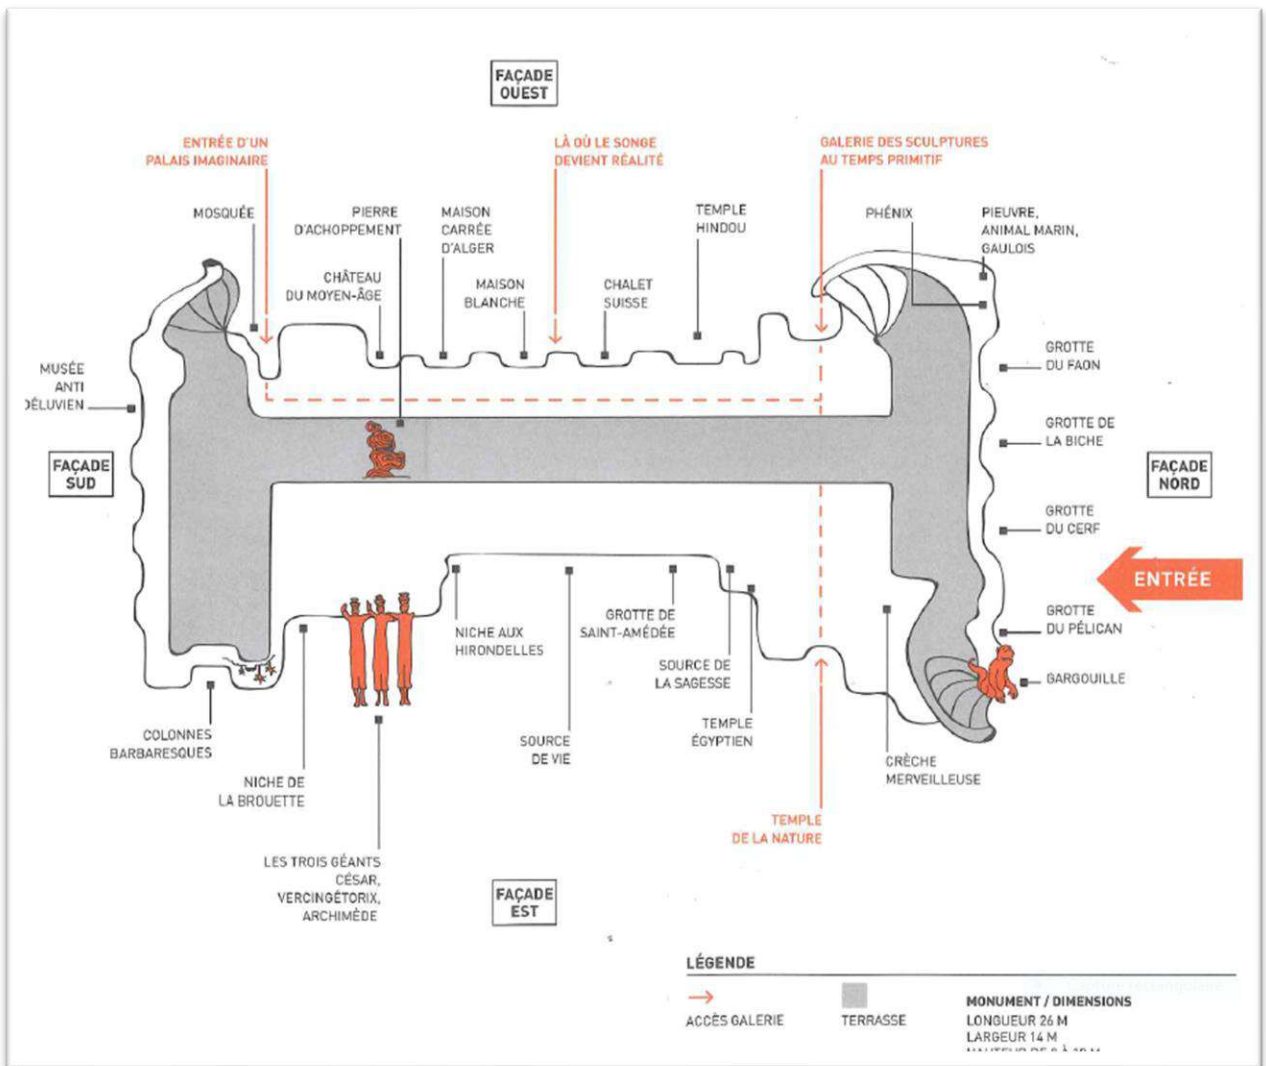 FAÇADE
OUEST
ENTRÉE D'UN
PALAIS IMAGINAIRE
LÀ OÙ LE SONGE
DEVIENT RÉALITÉ
GALERIE DES SCULPTURES
AU TEMPS PRIMITIF
MOSQUÉE
PIERRE
D'ACHOPPEMENT
MAISON
CARRÉE
D'ALGER
TEMPLE
HINDOU
PHÉNIX
PIEUVRE,
ANIMAL MARIN,
GAULOIS
CHÂTEAU
DU MOYEN-ÂGE
MAISON
BLANCHE
CHALET
SUISSE
MUSÉE
ANTI
DÉLUVIEN
GROTTE
DU FAON
GROTTE DE
LA BICHE
FAÇADE
SUD
FAÇADE
NORD
GROTTE
DU CERF
ENTRÉE
GROTTE
DU PÉLICAN
GARGOUILLE
NICHE AUX
HIRONDELLES
GROTTE DE
SAINT-AMÉDÉE
SOURCE DE
LA SAGESSE
COLONNES
BARBARESQUES
SOURCE
DE VIE
TEMPLE
ÉGYPTIEN
CRÈCHE
MERVEILLEUSE
NICHE DE
LA BROUETTE
TEMPLE
DE LA NATURE
LES TROIS GÉANTS
CÉSAR,
VERCINGÉTORIX,
ARCHIMÈDE
FAÇADE
EST
LÉGENDE
ACCÈS GALERIE
TERRASSE
MONUMENT / DIMENSIONS
LONGUEUR 26 M
LARGEUR 14 M